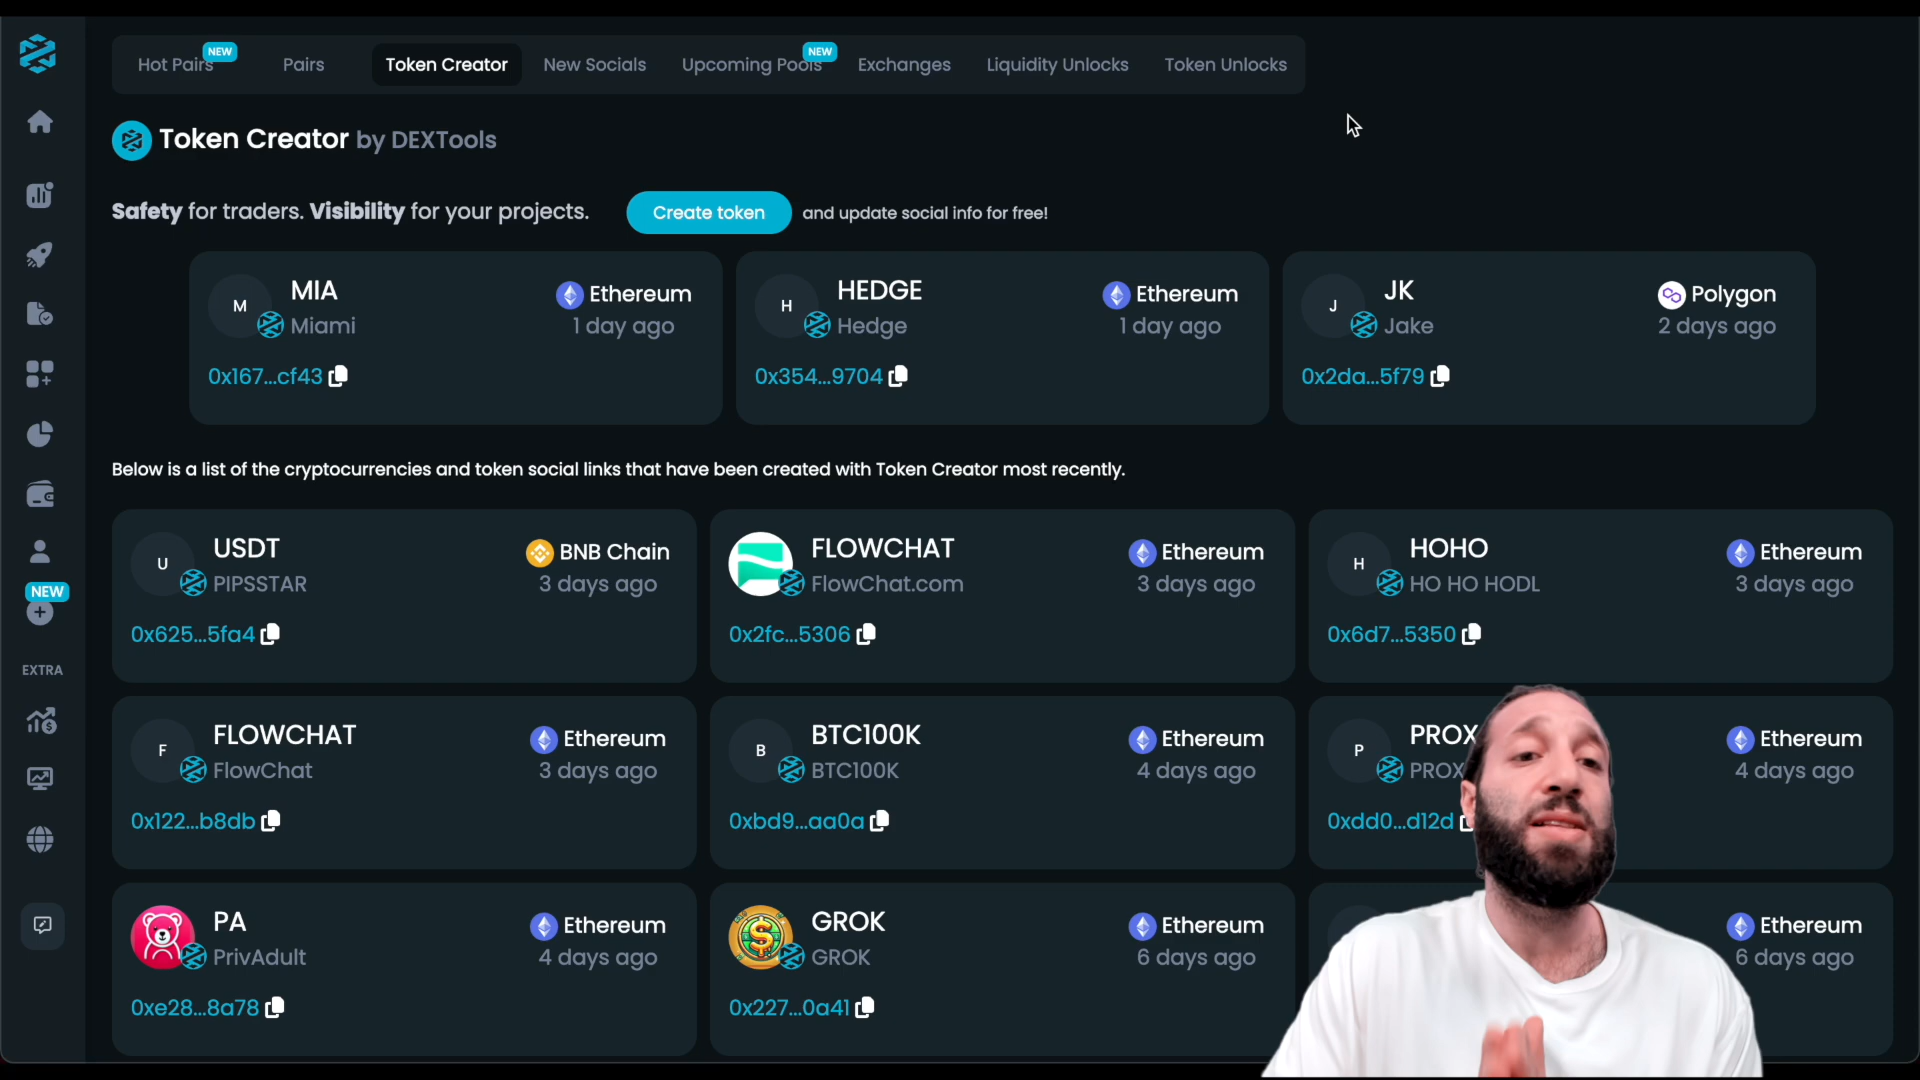 Hot Pairs NEW Pairs Token Creator New Socials Upcoming Pools NEW Exchanges Liquidity Unlocks Token Unlocks
Token Creator by DEXTools
Safety for traders. Visibility for your projects. Create token and update social info for free!
M MIA Ethereum
Miami 1 day ago
0x167...cf43
H HEDGE Ethereum
Hedge 1 day ago
0x354...9704
J JK Polygon
Jake 2 days ago
0x2da...5f79
Below is a list of the cryptocurrencies and token social links that have been created with Token Creator most recently.
U USDT BNB Chain
PIPSSTAR 3 days ago
0x625...5fa4
FLOWCHAT Ethereum
FlowChat.com 3 days ago
0x2fc...5306
H HOHO Ethereum
HO HO HODL 3 days ago
0x6d7...5350
F FLOWCHAT Ethereum
FlowChat 3 days ago
0x122...b8db
B BTC100K Ethereum
BTC100K 4 days ago
0xbd9...aa0a
P PROX Ethereum
PROX 4 days ago
0xdd0...d12d
PA Ethereum
PrivAdult 4 days ago
0xe28...8a78
GROK Ethereum
GROK 6 days ago
0x227...0a41
Ethereum
6 days ago
NEW
EXTRA